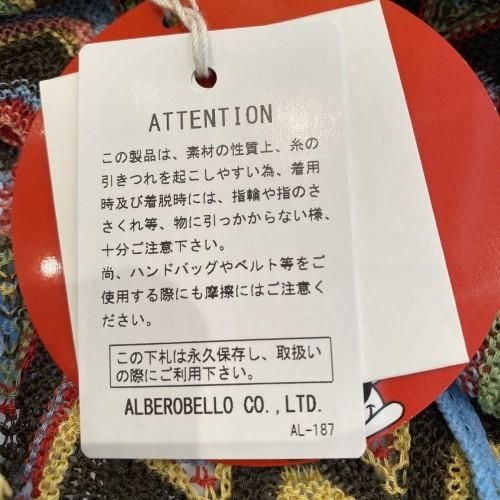 ATTENTION
この製品は、素材の性質上、糸の
引きつれを起こしやすい為、着用
時及び着脱時には、指輪や指のさ
さくれ等、物に引っかからない様、
十分ご注意下さい。
尚、ハンドバッグやベルト等をご
使用する際にも摩擦にはご注意く
ださい。
この下札は永久保存し、取扱い
の際にご利用下さい。
ALBEROBELLO CO.,LTD.
AL-187